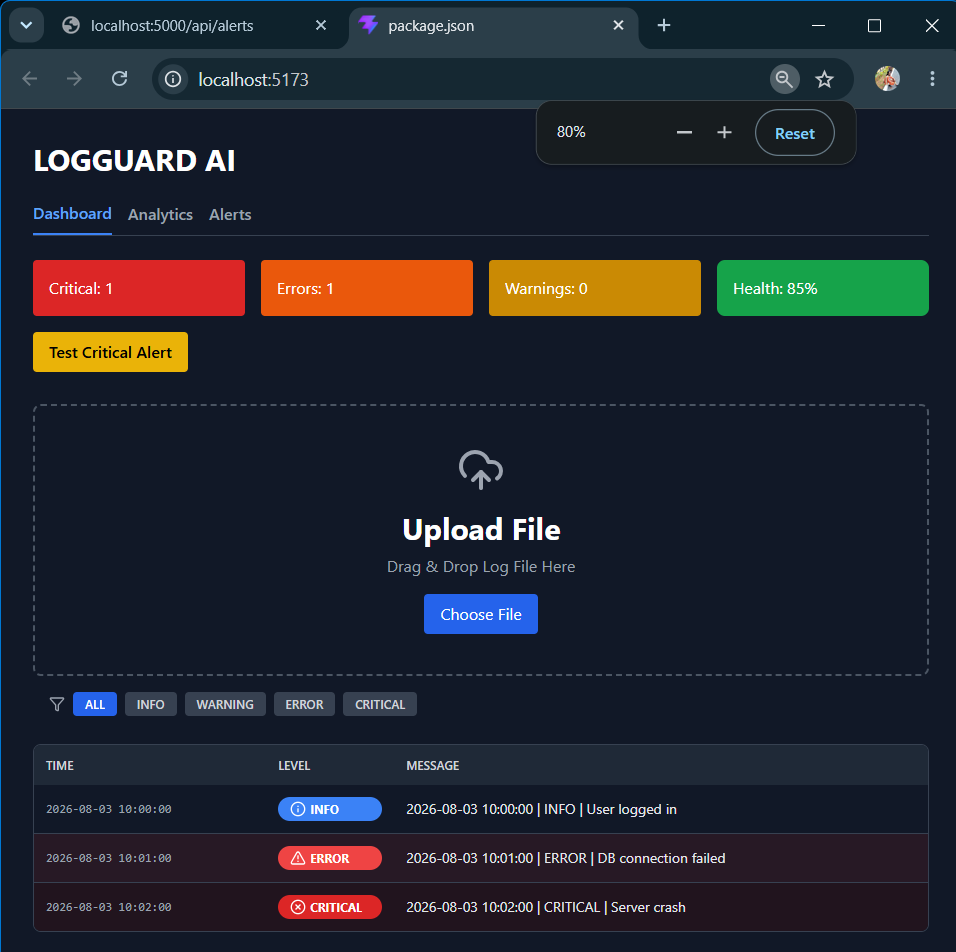 localhost:5000/api/alerts
package.json
localhost:5173
80%
Reset
LOGGUARD AI
Dashboard Analytics Alerts
Critical: 1 Errors: 1 Warnings: 0 Health: 85%
Test Critical Alert
Upload File
Drag & Drop Log File Here
Choose File
ALL INFO WARNING ERROR CRITICAL
TIME LEVEL MESSAGE
2026-08-03 10:00:00 INFO 2026-08-03 10:00:00 | INFO | User logged in
2026-08-03 10:01:00 ERROR 2026-08-03 10:01:00 | ERROR | DB connection failed
2026-08-03 10:02:00 CRITICAL 2026-08-03 10:02:00 | CRITICAL | Server crash